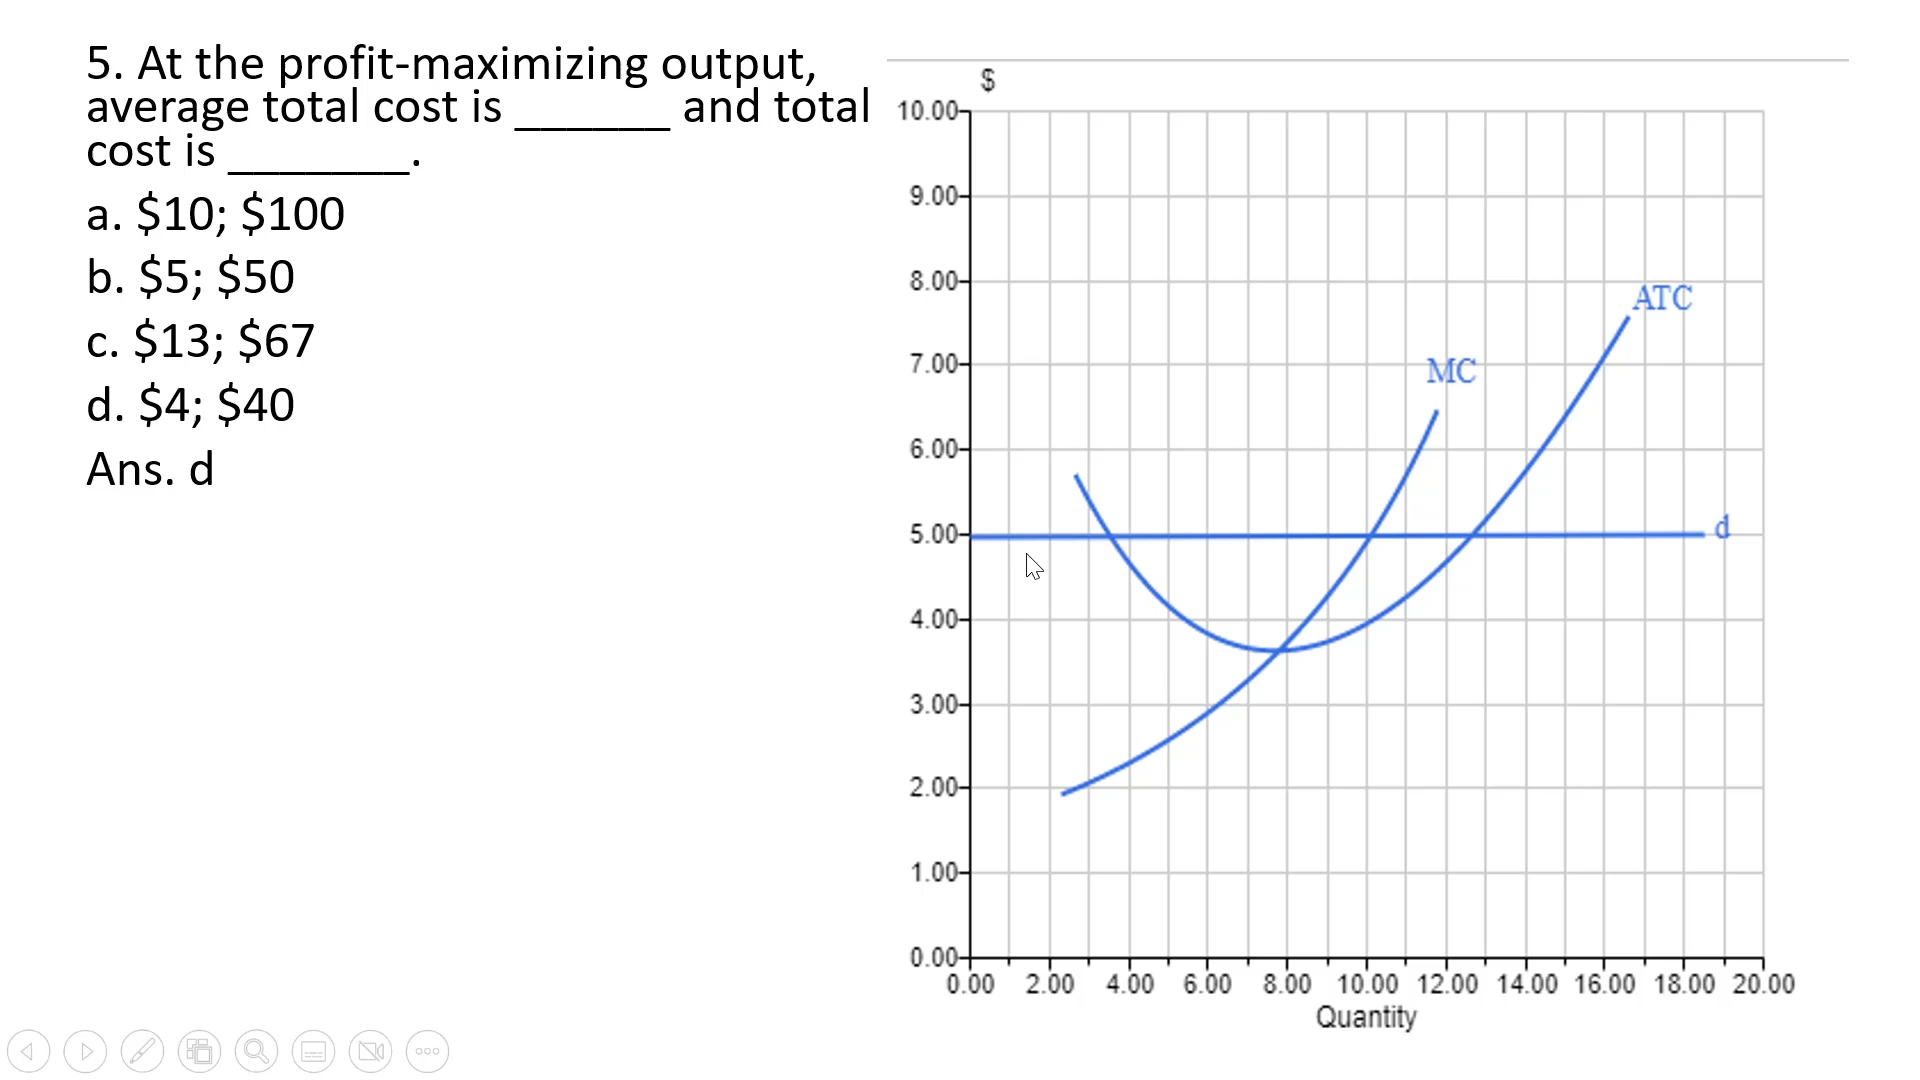 5. At the profit-maximizing output,
average total cost is ______ and total
cost is _______.
a. $10; $100
b. $5; $50
c. $13; $67
d. $4; $40
Ans. d
$
10.00
9.00
8.00
7.00
6.00
5.00
4.00
3.00
2.00
1.00
0.00
ATC
MC
d
0.00 2.00 4.00 6.00 8.00 10.00 12.00 14.00 16.00 18.00 20.00
Quantity